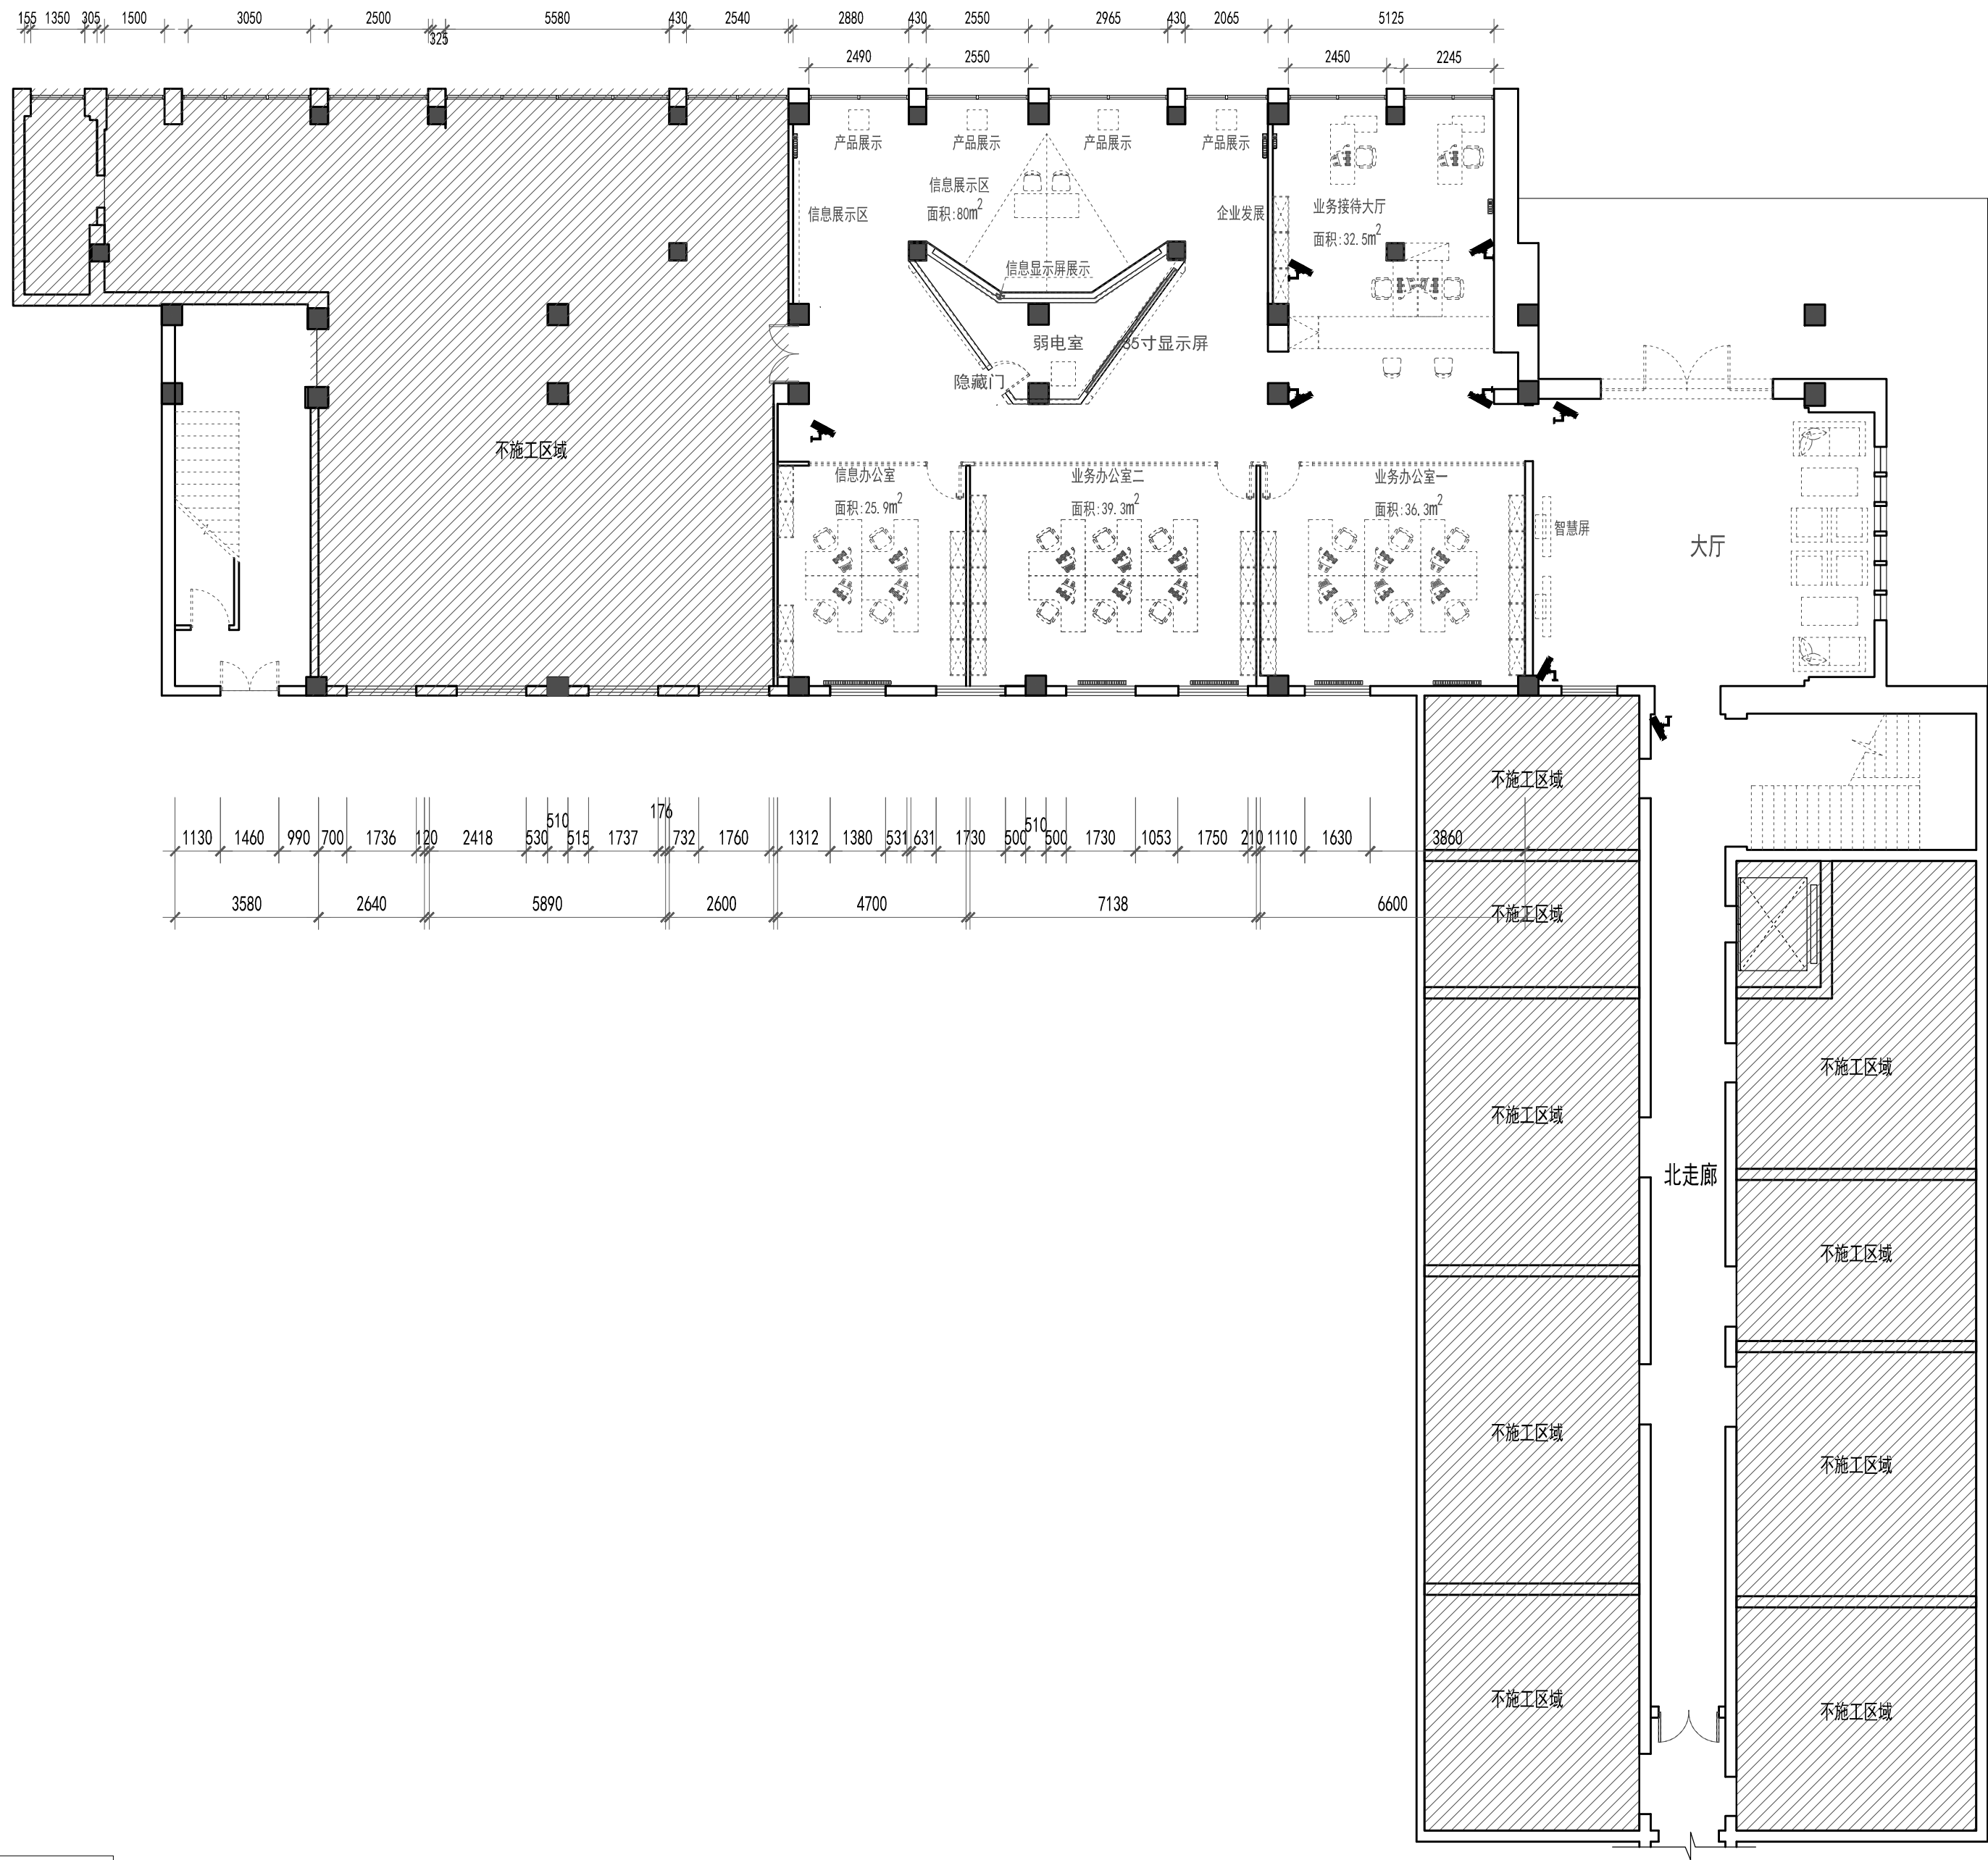 155 1350 305 1500 3050 2500 325 5580 430 2540 2880 430 2550 2965 430 2065 5125
2490 2550 2450 2245
产品展示 产品展示 产品展示 产品展示
信息展示区
面积:80m²
信息展示区
企业发展
业务接待大厅
面积:32.5m²
信息显示屏展示
弱电室
85寸显示屏
隐藏门
不施工区域
信息办公室
面积:25.9m²
业务办公室二
面积:39.3m²
业务办公室一
面积:36.3m²
智慧屏
大厅
不施工区域
1130 1460 990 700 1736 120 2418 530 510 515 1737 176 732 1760 1312 1380 531 631 1730 500 510 500 1730 1053 1750 210 1110 1630 3860
3580 2640 5890 2600 4700 7138 6600
不施工区域
不施工区域
不施工区域
北走廊
不施工区域
不施工区域
不施工区域
不施工区域
不施工区域
不施工区域